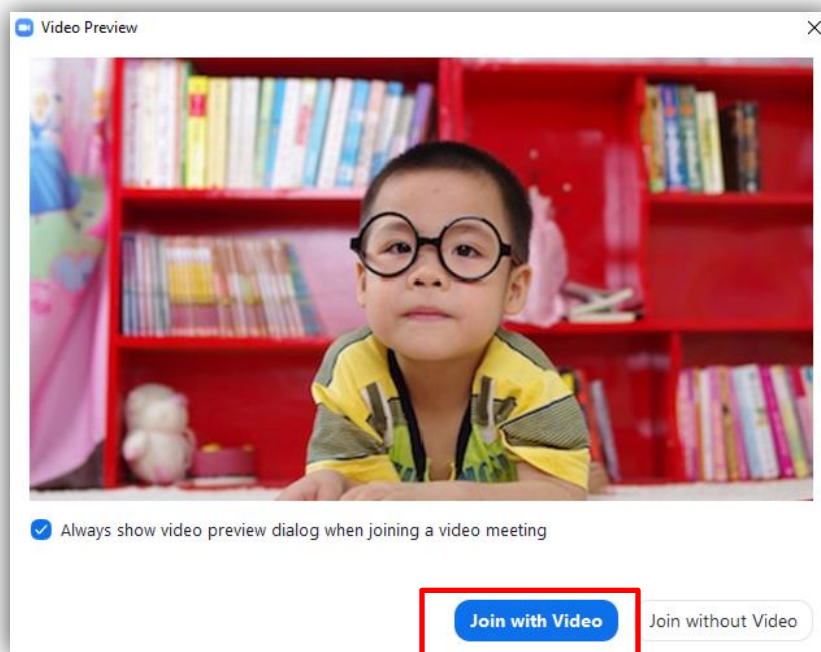 Video Preview
Always show video preview dialog when joining a video meeting
Join with Video
Join without Video